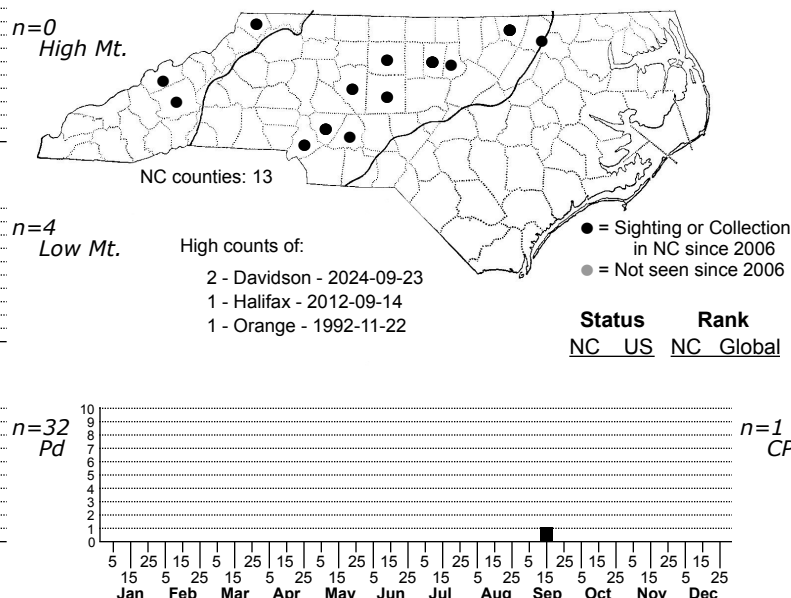 n=0
High Mt.
NC counties: 13
n=4
Low Mt.
High counts of:
2 - Davidson - 2024-09-23
1 - Halifax - 2012-09-14
1 - Orange - 1992-11-22
= Sighting or Collection
in NC since 2006
= Not seen since 2006
Status Rank
NC US NC Global
n=32
Pd
n=1
CP
10
9
8
7
6
5
4
3
2
1
0
5 25 15 5 25 15 5 25 15 5 25 15 5 25 15 5 25 15
15 5 25 15 5 25 15 5 25 15 5 25 15 5 25 15 5 25
Jan Feb Mar Apr May Jun Jul Aug Sep Oct Nov Dec